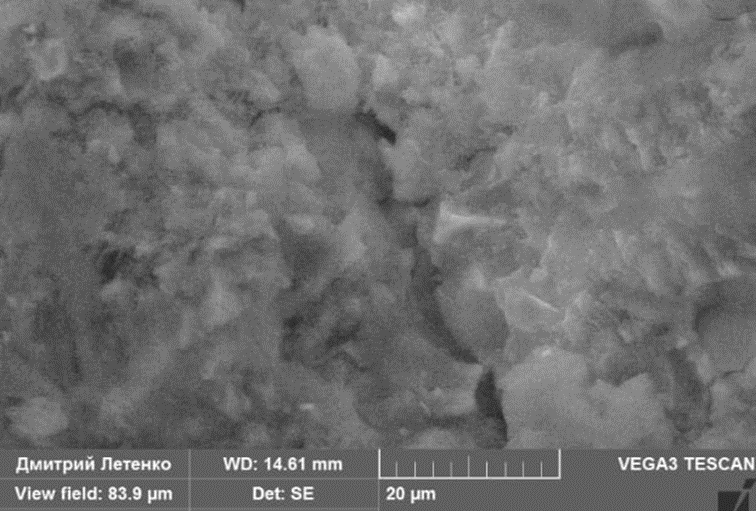 Дмитрий Летенко WD: 14.61 mm VEGA3 TESCAN
View field: 83.9 µm Det: SE 20 µm